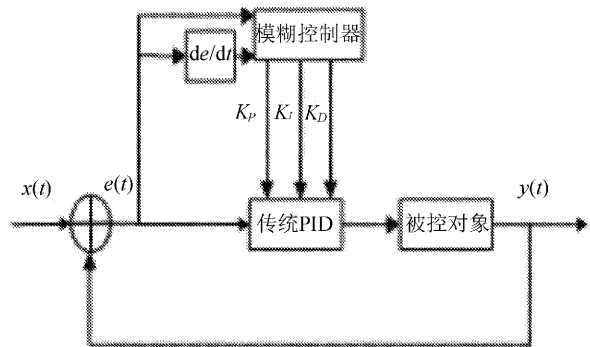 模糊控制器
de/dt
K_P K_I K_D
x(t) e(t) y(t)
传统PID 被控对象